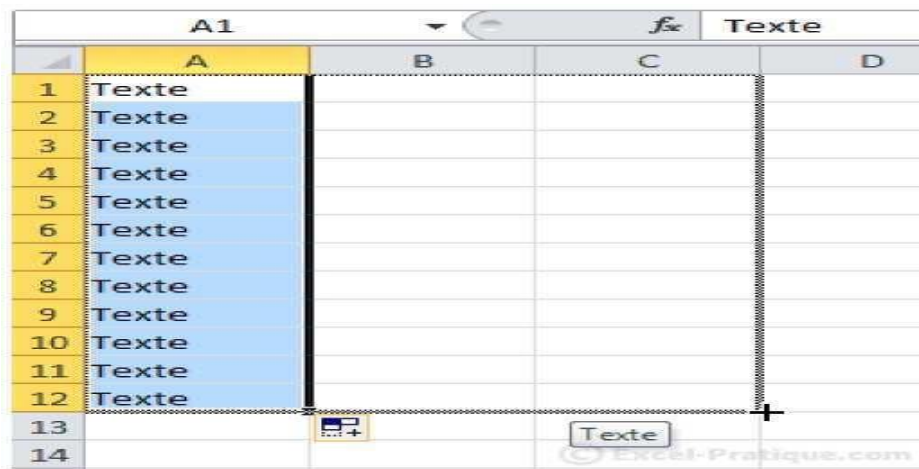 A1 fx Texte
A B C D
1 Texte
2 Texte
3 Texte
4 Texte
5 Texte
6 Texte
7 Texte
8 Texte
9 Texte
10 Texte
11 Texte
12 Texte
13 Texte
14 (C) Excel-Pratique.com